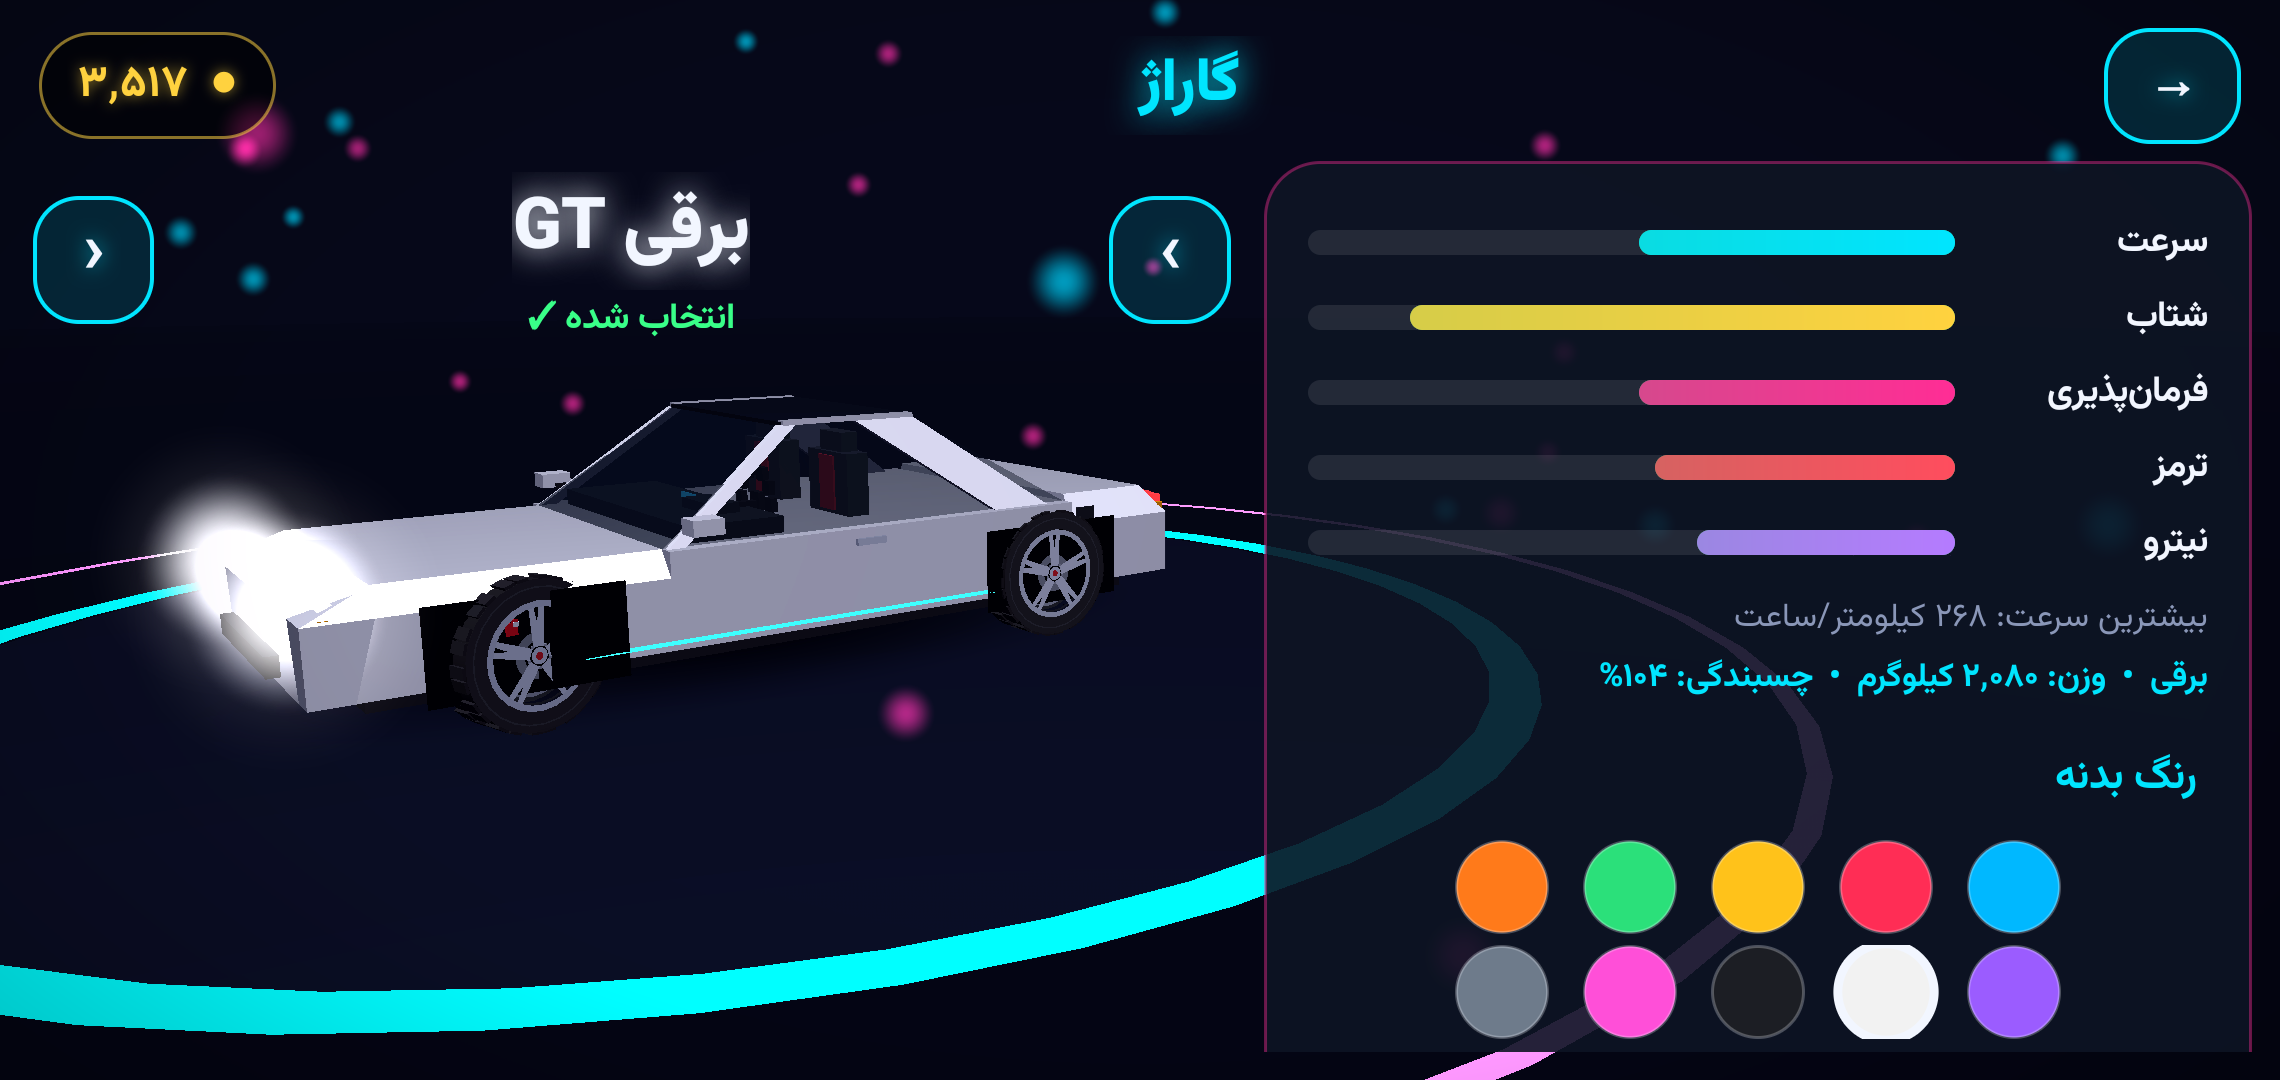 →
گاراژ
۳,۵۱۷
برقی GT
انتخاب شده ✓
سرعت
شتاب
فرمان‌پذیری
ترمز
نیترو
بیشترین سرعت: ۲۶۸ کیلومتر/ساعت
برقی • وزن: ۲,۰۸۰ کیلوگرم • چسبندگی: ۱۰۴%
رنگ بدنه